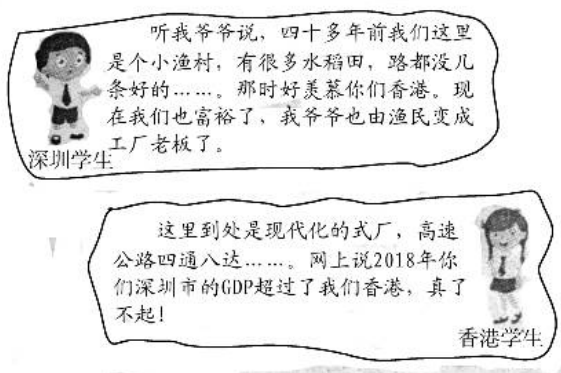 听我爷爷说，四十多年前我们这里
是个小渔村，有很多水稻田，路都没几
条好的……。那时好羡慕你们香港。现
在我们也富裕了，我爷爷也由渔民变成
工厂老板了。
深圳学生
这里到处是现代化的式厂，高速
公路四通八达……。网上说2018年你
们深圳市的GDP超过了我们香港，真了
不起！
香港学生